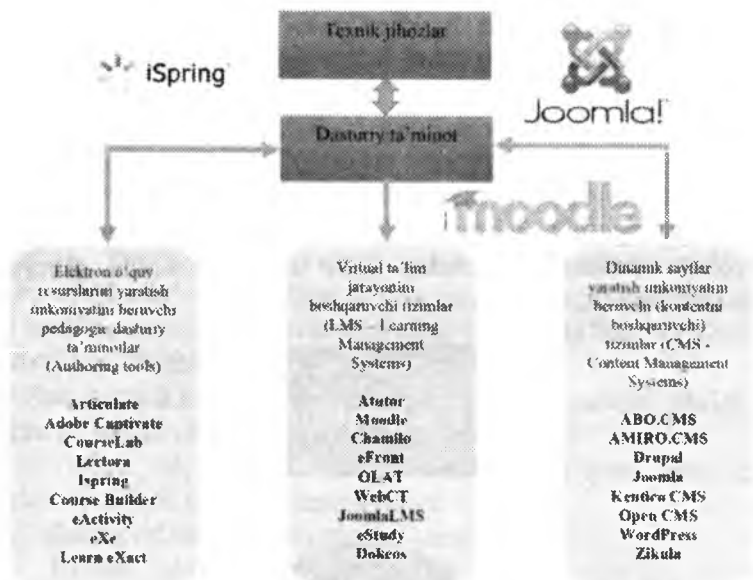 Texnik jihozlar
iSpring
Joomla!
Dasturiy ta'minot
moodle
Elektron o'quv
resurslarini yaratish
imkoniyatini beruvchi
pedagogic dasturiy
ta'minotlar
(Authoring tools)
Articulate
Adobe Captivate
CourseLab
Lectora
Ispring
Course Builder
eActivity
eXe
Learn eXact
Virtual ta'lim
jarayonini
boshqaruvchi tizimlar
(LMS – Learning
Management
Systems)
Atutor
Moodle
Chamilo
eFront
OLAT
WebCT
JoomlaLMS
eStudy
Dokeos
Dinamik saytlar
yaratish imkoniyatini
beruvchi (kontentni
boshqaruvchi)
tizimlar (CMS -
Content Management
Systems)
ABO.CMS
AMIRO.CMS
Drupal
Joomla
Kentico CMS
Open CMS
WordPress
Zikula